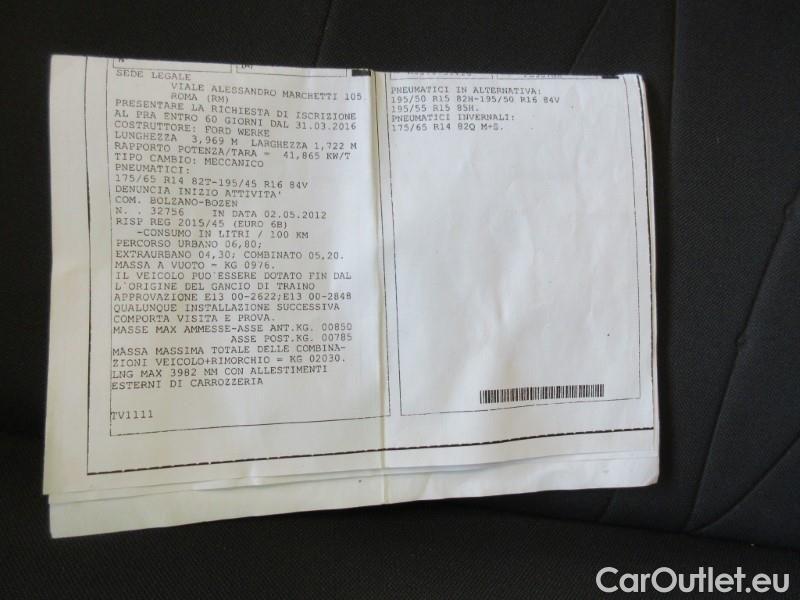 SEDE LEGALE
VIALE ALESSANDRO MARCHETTI 105
ROMA (RM)
PRESENTARE LA RICHIESTA DI ISCRIZIONE
AL PRA ENTRO 60 GIORNI DAL 31.03.2016
COSTRUTTORE: FORD WERKE
LUNGHEZZA 3,969 M LARGHEZZA 1,722 M
RAPPORTO POTENZA/TARA = 41,865 KW/T
TIPO CAMBIO: MECCANICO
PNEUMATICI:
175/65 R14 82T-195/45 R16 84V
DENUNCIA INIZIO ATTIVITA'
COM. BOLZANO-BOZEN
N. . 32756 IN DATA 02.05.2012
RISP REG 2015/45 (EURO 6B)
-CONSUMO IN LITRI / 100 KM
PERCORSO URBANO 06,80;
EXTRAURBANO 04,30; COMBINATO 05,20.
MASSA A VUOTO = KG 0976.
IL VEICOLO PUO'ESSERE DOTATO FIN DAL
L'ORIGINE DEL GANCIO DI TRAINO
APPROVAZIONE E13 00-2622;E13 00-2848
QUALUNQUE INSTALLAZIONE SUCCESSIVA
COMPORTA VISITA E PROVA.
MASSE MAX AMMESSE-ASSE ANT.KG. 00850
ASSE POST.KG. 00785
MASSA MASSIMA TOTALE DELLE COMBINA-
ZIONI VEICOLO+RIMORCHIO = KG 02030.
LNG MAX 3982 MM CON ALLESTIMENTI
ESTERNI DI CARROZZERIA
TV1111
PNEUMATICI IN ALTERNATIVA:
195/50 R15 82H-195/50 R16 84V
195/55 R15 85H.
PNEUMATICI INVERNALI:
175/65 R14 82Q M+S.
CarOutlet.eu